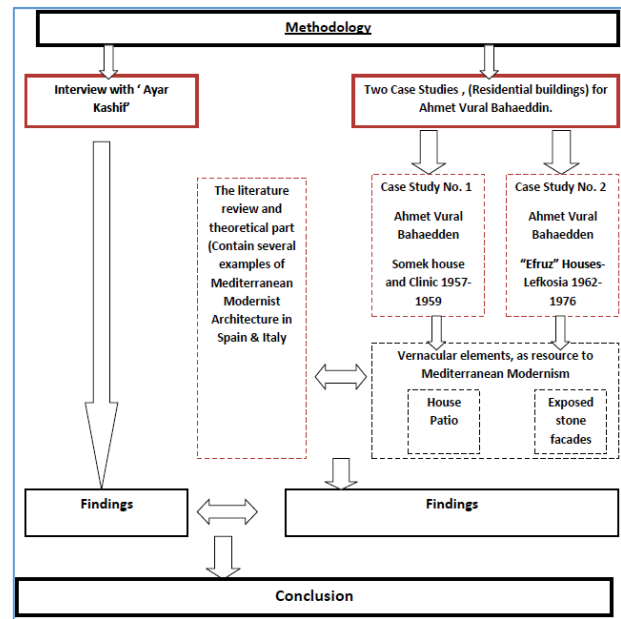 Methodology
Interview with ‘ Ayar
Kashif’
Two Case Studies , (Residential buildings) for
Ahmet Vural Bahaeddin.
The literature
review and
theoretical part
(Contain several
examples of
Mediterranean
Modernist
Architecture in
Spain & Italy
Case Study No. 1
Ahmet Vural
Bahaedden
Somek house
and Clinic 1957-
1959
Case Study No. 2
Ahmet Vural
Bahaedden
“Efruz” Houses-
Lefkosia 1962-
1976
Vernacular elements, as resource to
Mediterranean Modernism
House
Patio
Exposed
stone
facades
Findings
Findings
Conclusion